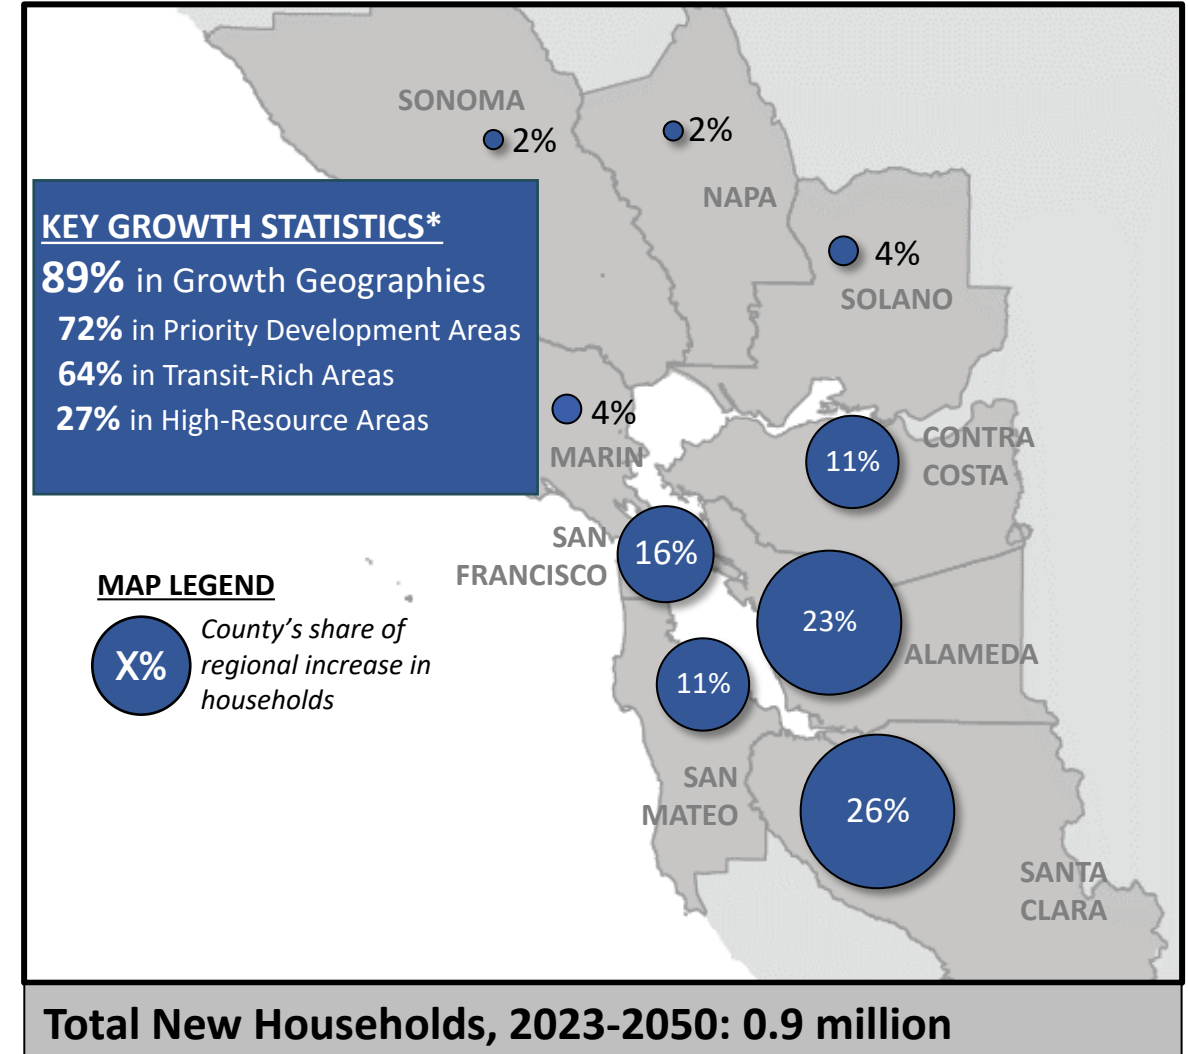 SONOMA
2%
2%
NAPA
4%
SOLANO
KEY GROWTH STATISTICS*
89% in Growth Geographies
72% in Priority Development Areas
64% in Transit-Rich Areas
27% in High-Resource Areas
4%
MARIN
CONTRA
COSTA
11%
SAN
FRANCISCO
16%
23%
ALAMEDA
MAP LEGEND
X%
County's share of
regional increase in
households
11%
SAN
MATEO
26%
SANTA
CLARA
Total New Households, 2023-2050: 0.9 million